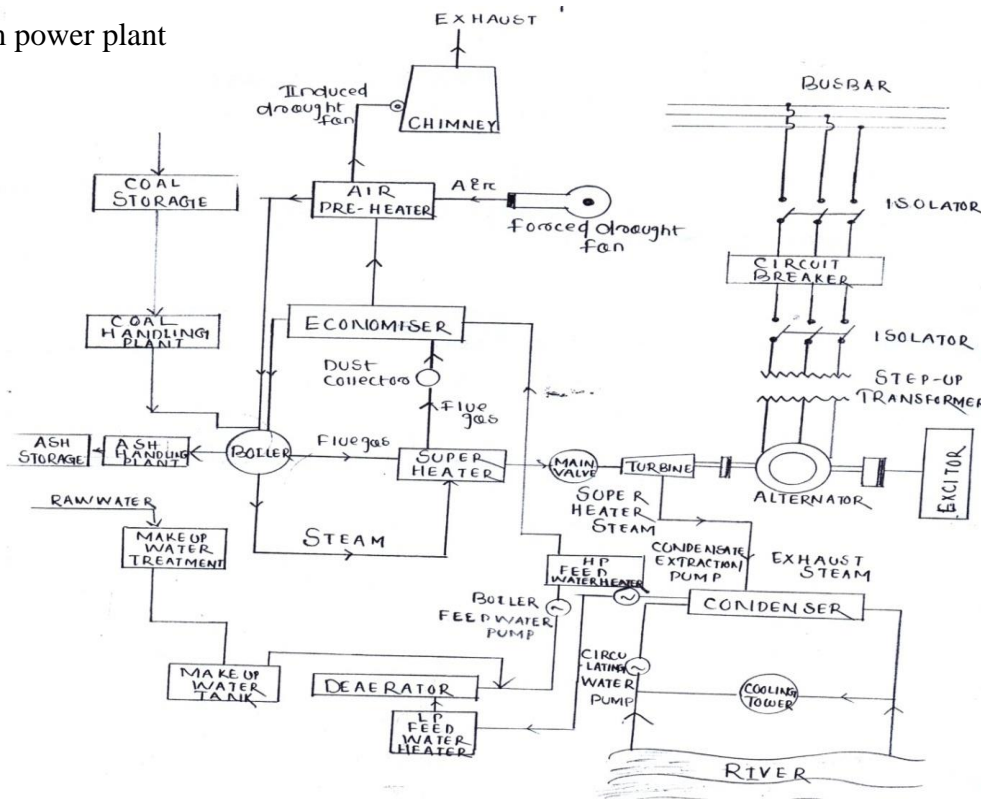 n power plant
EXHAUST
Induced
drought
fan
CHIMNEY
BUSBAR
COAL
STORAGE
AIR
PRE-HEATER
Air
Forced drought
fan
ISOLATOR
CIRCUIT
BREAKER
COAL
HANDLING
PLANT
ECONOMISER
ISOLATOR
DUST
Collector
STEP-UP
TRANSFORMER
Flue
gas
ASH
STORAGE
ASH
HANDLING
PLANT
BOILER
Flue gas
SUPER
HEATER
MAIN
VALVE
TURBINE
ALTERNATOR
EXCITOR
RAW WATER
SUPER
HEATER
STEAM
MAKE UP
WATER
TREATMENT
STEAM
HP
FEED
WATER HEATER
CONDENSATE
EXTRACTION
PUMP
EXHAUST
STEAM
BOILER
FEED WATER
PUMP
CONDENSER
CIRCU
-LATING
WATER
PUMP
MAKE UP
WATER
TANK
DEAERATOR
COOLING
TOWER
LP
FEED
WATER
HEATER
RIVER